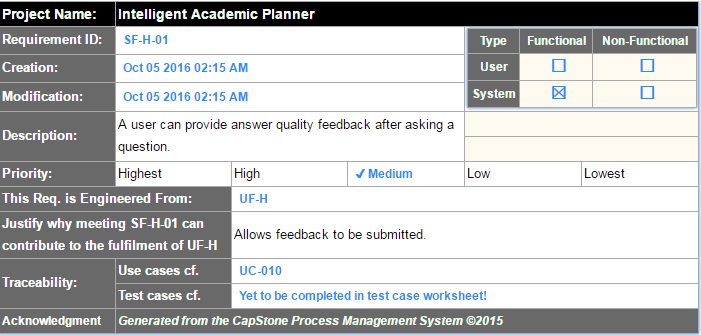 Project Name: Intelligent Academic Planner
Requirement ID: SF-H-01
Type Functional Non-Functional
Creation: Oct 05 2016 02:15 AM
User
Modification: Oct 05 2016 02:15 AM
System
Description: A user can provide answer quality feedback after asking a
question.
Priority: Highest High ✓Medium Low Lowest
This Req. is Engineered From: UF-H
Justify why meeting SF-H-01 can
contribute to the fulfilment of UF-H
Allows feedback to be submitted.
Traceability: Use cases cf. UC-010
Test cases cf. Yet to be completed in test case worksheet!
Acknowledgment Generated from the CapStone Process Management System ©2015